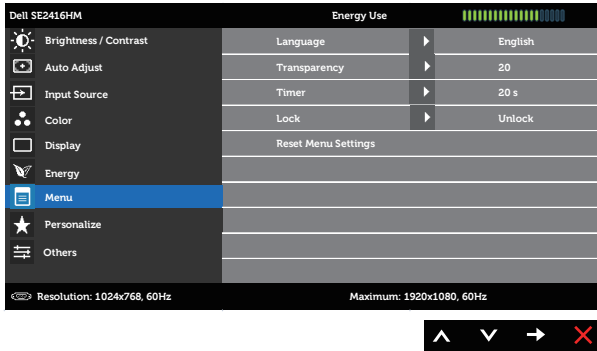 Dell SE2416HM Energy Use
Brightness / Contrast Language English
Auto Adjust Transparency 20
Input Source Timer 20 s
Color Lock Unlock
Display Reset Menu Settings
Energy
Menu
Personalize
Others
Resolution: 1024x768, 60Hz Maximum: 1920x1080, 60Hz